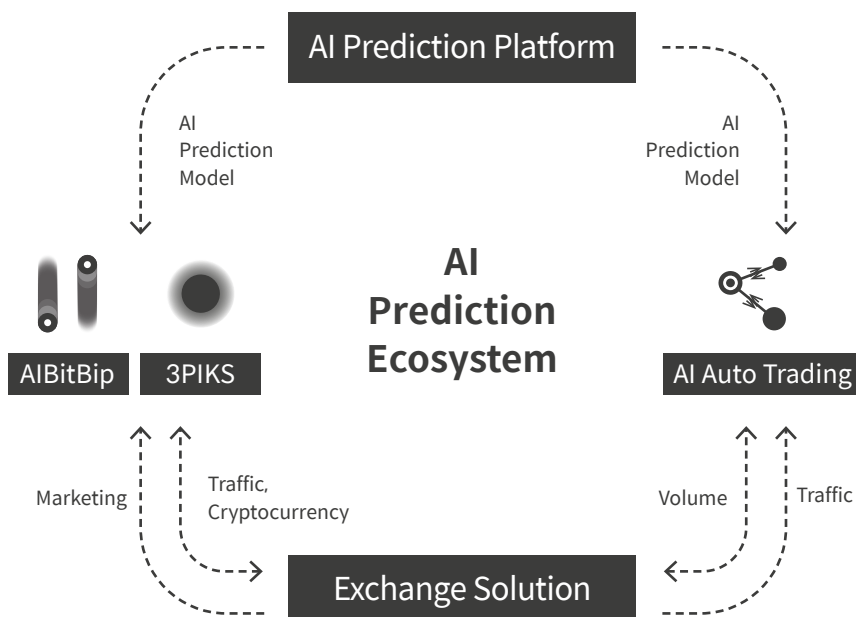 AI Prediction Platform
AI
Prediction
Model
AI
Prediction
Model
AI
Prediction
Ecosystem
AIBitBip
3PIKS
AI Auto Trading
Marketing
Traffic,
Cryptocurrency
Volume
Traffic
Exchange Solution